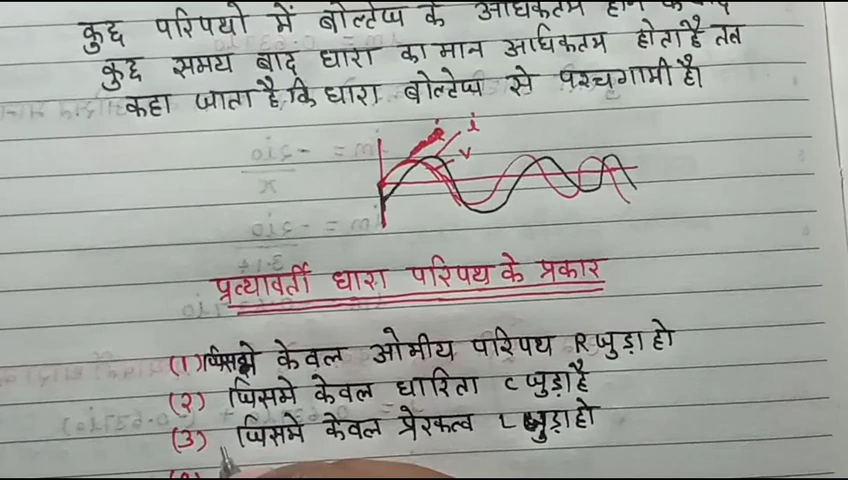 कुछ परिपथो में वोल्टेप्प के अधिकतम होने के
कुछ समय बाद धारा का मान अधिकतम होता है तब
कहा जाता है कि धारा वोल्टेप्प से पश्चगामी है।
i
v
प्रत्यावर्ती धारा परिपथ के प्रकार
(1) जिसमे केवल ओमीय परिपथ R जुड़ा हो
(2) जिसमे केवल धारिता C जुड़ा है
(3) जिसमे केवल प्रेरकत्व L जुड़ा हो